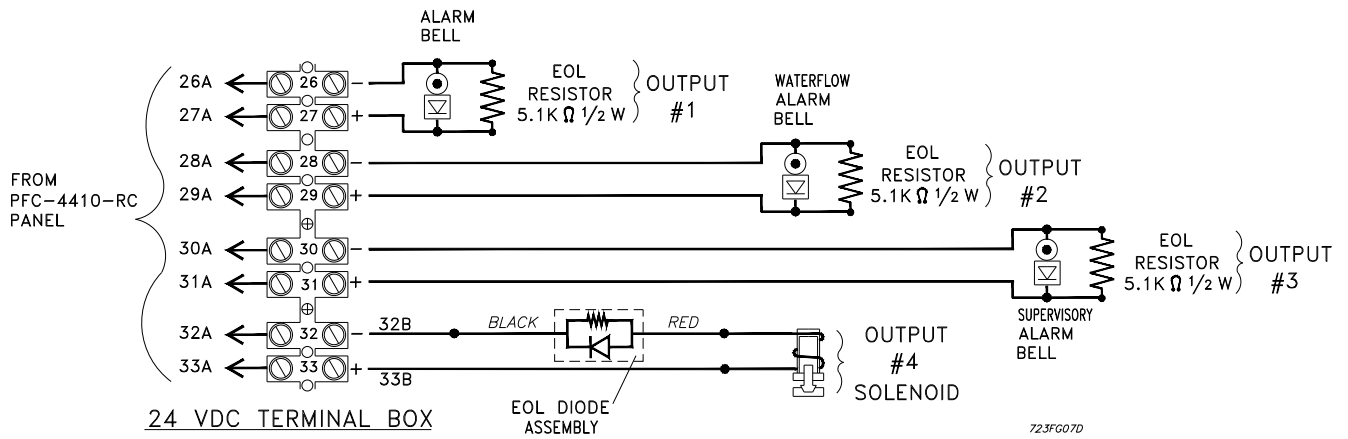 ALARM
BELL
26A
26
-
EOL
RESISTOR
5.1K Ω 1/2 W
OUTPUT
#1
27A
27
+
WATERFLOW
ALARM
BELL
28A
28
-
EOL
RESISTOR
5.1K Ω 1/2 W
OUTPUT
#2
29A
29
+
FROM
PFC-4410-RC
PANEL
30A
30
-
EOL
RESISTOR
5.1K Ω 1/2 W
OUTPUT
#3
31A
31
+
SUPERVISORY
ALARM
BELL
32A
32
-
32B
BLACK
RED
OUTPUT
#4
SOLENOID
33A
33
+
33B
EOL DIODE
ASSEMBLY
24 VDC TERMINAL BOX
723FG07D